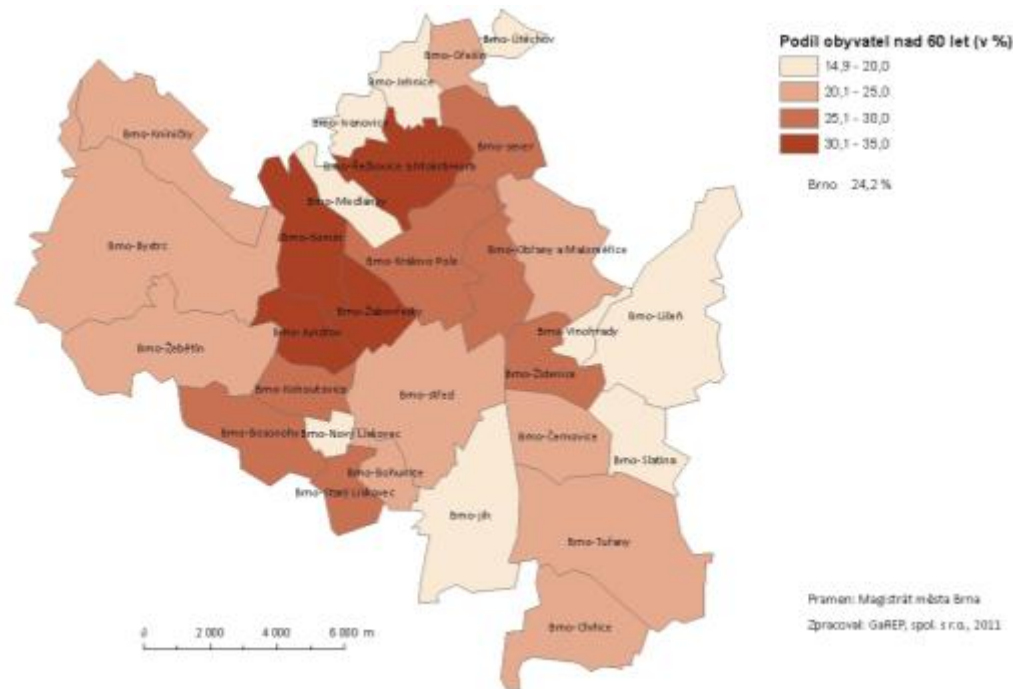 Podíl obyvatel nad 60 let (v %)
14,9 - 20,0
20,1 - 25,0
25,1 - 30,0
30,1 - 35,0
Brno 24,2 %
Brno-Útěchov
Brno-Ořešín
Brno-Jehnice
Brno-Ivanovice
Brno-Kníničky
Brno-sever
Brno-Řečkovice a Mokrá Hora
Brno-Medlánky
Brno-Komín
Brno-Bystrc
Brno-Královo Pole
Brno-Obřany a Maloměřice
Brno-Žabovřesky
Brno-Líšeň
Brno-Vinohrady
Brno-Jundrov
Brno-Žebětín
Brno-Židenice
Brno-Kohoutovice
Brno-střed
Brno-Bosonohy
Brno-Nový Lískovec
Brno-Černovice
Brno-Slatina
Brno-Bohunice
Brno-Starý Lískovec
Brno-jih
Brno-Tuřany
Brno-Chrlice
0 2 000 4 000 6 000 m
Pramen: Magistrát města Brna
Zpracoval: GaREP, spol. s r.o., 2011